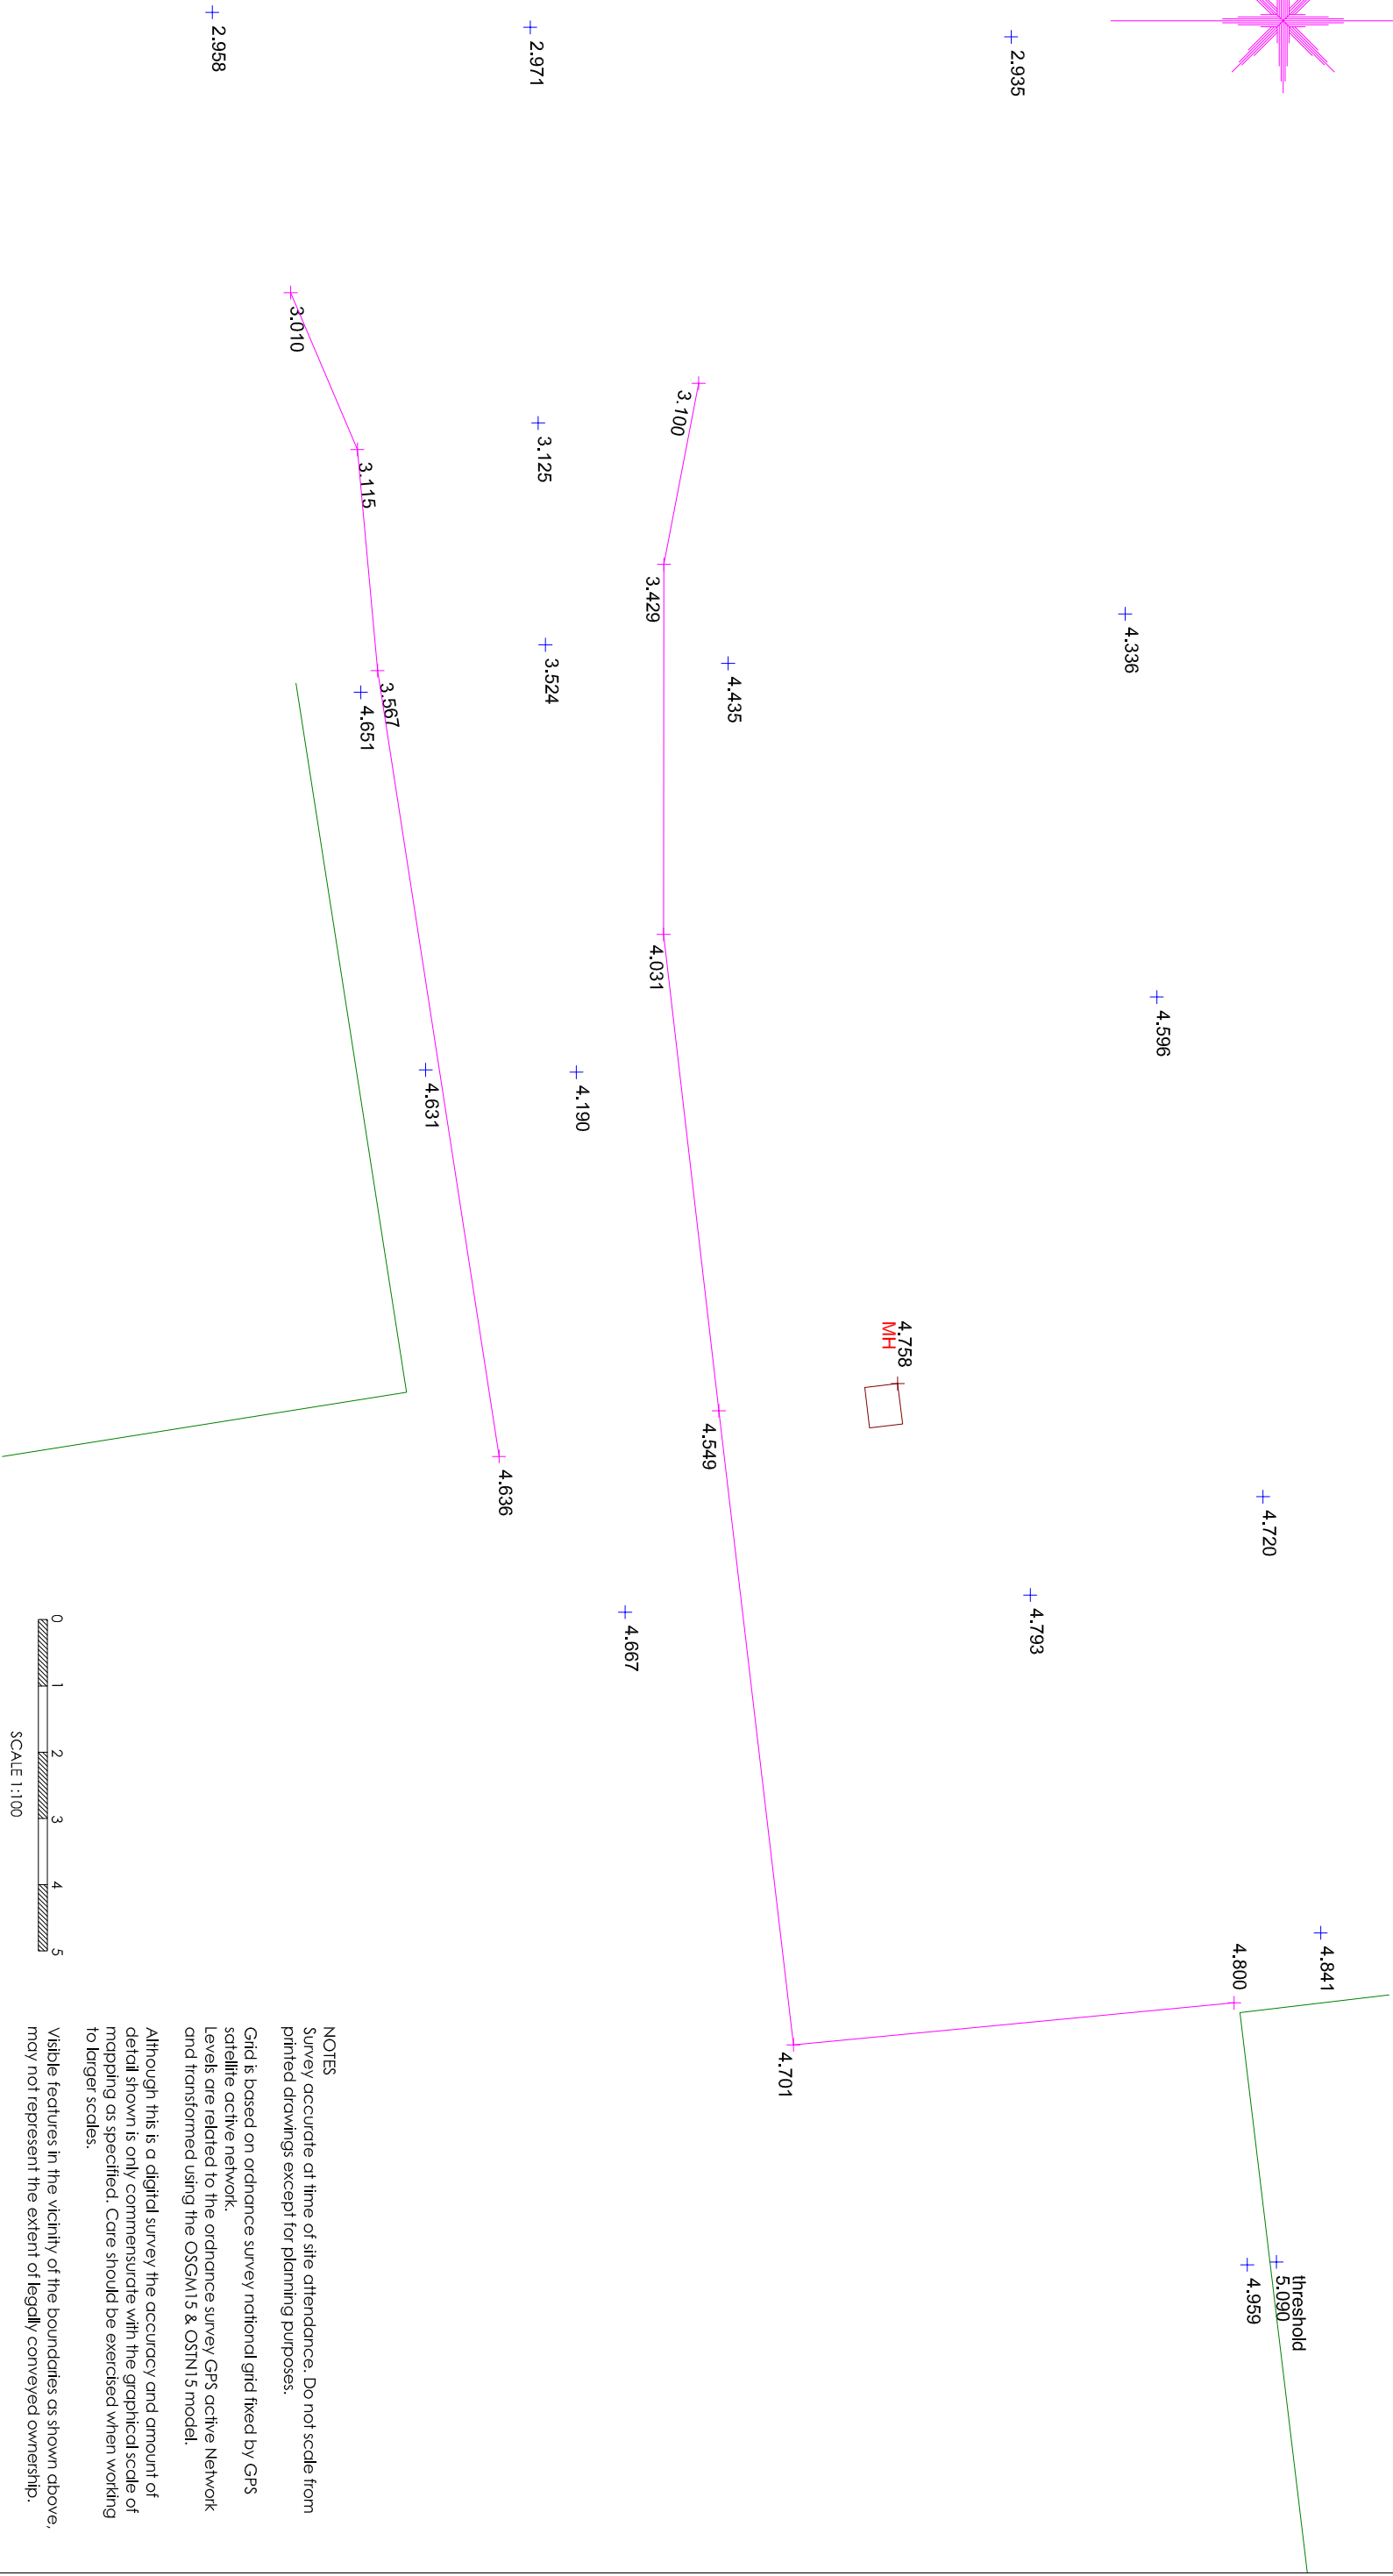 4.841
threshold
5.090
4.720
4.959
4.800
4.596
4.336
4.793
2.935
4.758
MH
4.701
4.435
4.549
3.100
4.031
3.429
4.667
4.190
3.524
3.125
2.971
4.636
4.631
3.567
4.651
3.115
3.010
2.958
0 1 2 3 4 5
SCALE 1:100
NOTES
Survey accurate at time of site attendance. Do not scale from
printed drawings except for planning purposes.
Grid is based on ordnance survey national grid fixed by GPS
satellite active network.
Levels are related to the ordnance survey GPS active Network
and transformed using the OSGM15 & OSTN15 model.
Although this is a digital survey the accuracy and amount of
detail shown is only commensurate with the graphical scale of
mapping as specified. Care should be exercised when working
to larger scales.
Visible features in the vicinity of the boundaries as shown above,
may not represent the extent of legally conveyed ownership.